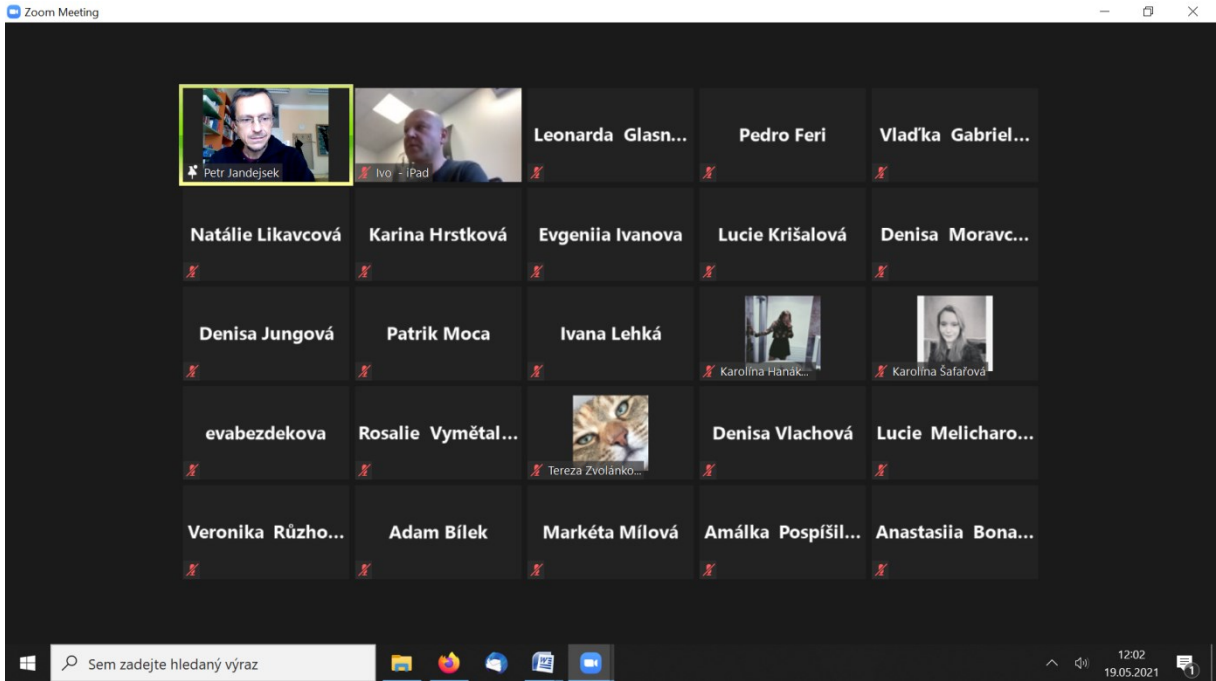 Zoom Meeting
Petr Jandejsek
Ivo - iPad
Leonarda Glasn...
Pedro Feri
Vlaďka Gabriel...
Natálie Likavcová
Karina Hrstková
Evgeniia Ivanova
Lucie Krišalová
Denisa Moravc...
Denisa Jungová
Patrik Moca
Ivana Lehká
Karolína Hanák...
Karolína Šafařová
evabezdekova
Rosalie Vymětal...
Tereza Zvolánko...
Denisa Vlachová
Lucie Melicharo...
Veronika Růzho...
Adam Bílek
Markéta Mílová
Amálka Pospíšil...
Anastasiia Bona...
Sem zadejte hledaný výraz
12:02
19.05.2021
1